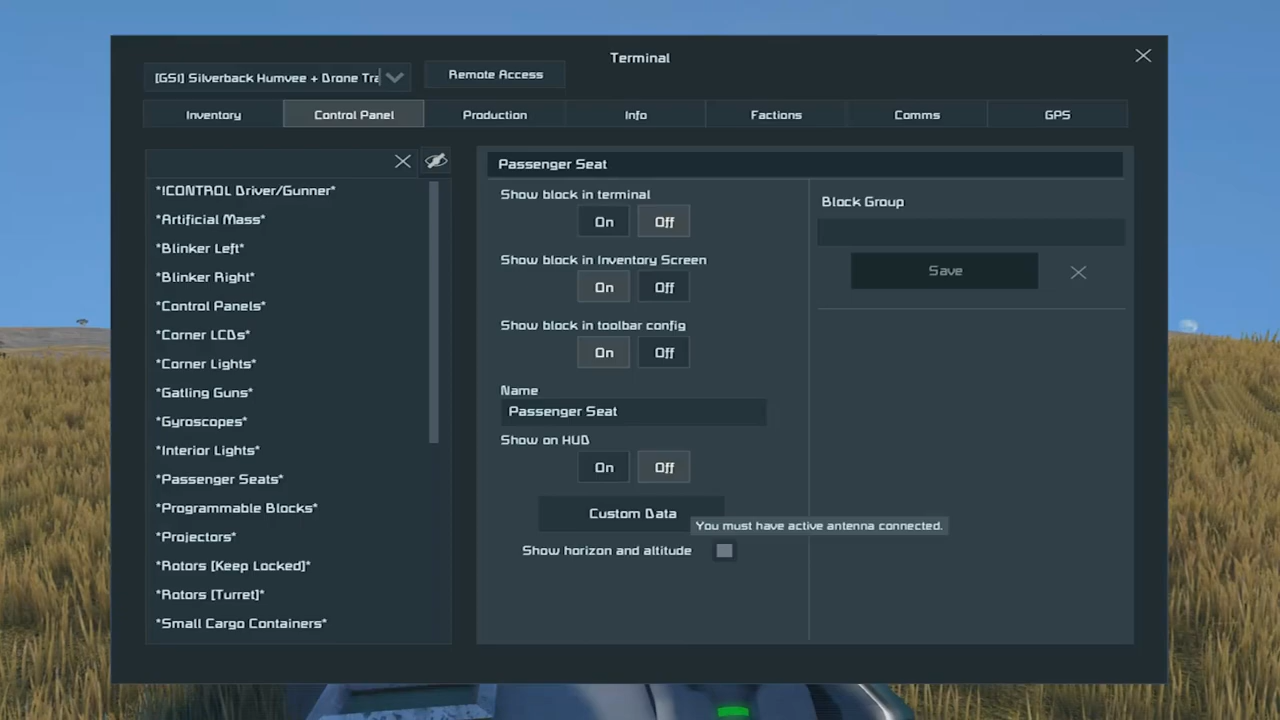 Terminal
[GSI] Silverback Humvee + Drone Tra
Remote Access
Inventory
Control Panel
Production
Info
Factions
Comms
GPS
*!CONTROL Driver/Gunner*
*Artificial Mass*
*Blinker Left*
*Blinker Right*
*Control Panels*
*Corner LCDs*
*Corner Lights*
*Gatling Guns*
*Gyroscopes*
*Interior Lights*
*Passenger Seats*
*Programmable Blocks*
*Projectors*
*Rotors [Keep Locked]*
*Rotors [Turret]*
*Small Cargo Containers*
Passenger Seat
Show block in terminal
On Off
Show block in Inventory Screen
On Off
Show block in toolbar config
On Off
Name
Passenger Seat
Show on HUD
On Off
Custom Data
You must have active antenna connected.
Show horizon and altitude
Block Group
Save